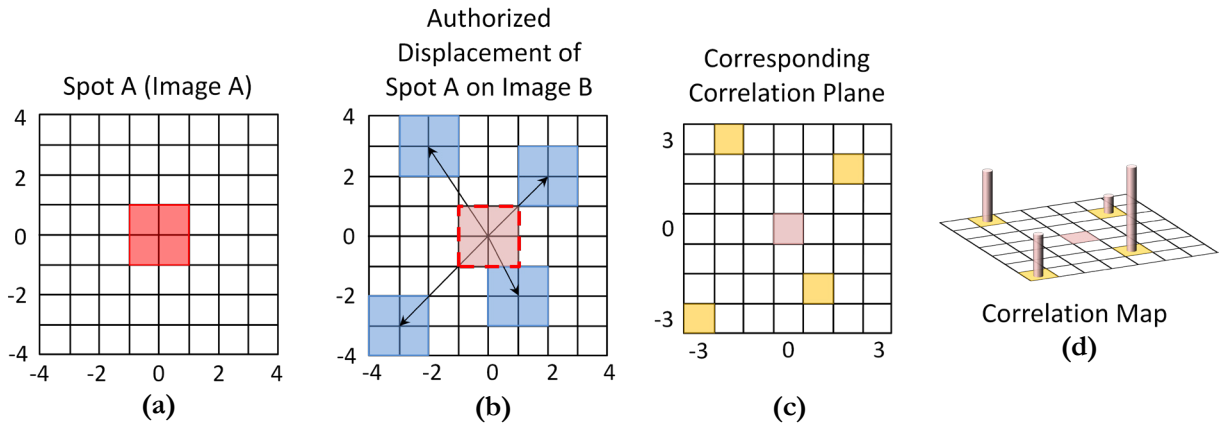 Spot A (Image A)
4
2
0
-2
-4
-4
-2
0
2
4
(a)
Authorized
Displacement of
Spot A on Image B
4
2
0
-2
-4
-4
-2
0
2
4
(b)
Corresponding
Correlation Plane
3
0
-3
-3
0
3
(c)
Correlation Map
(d)